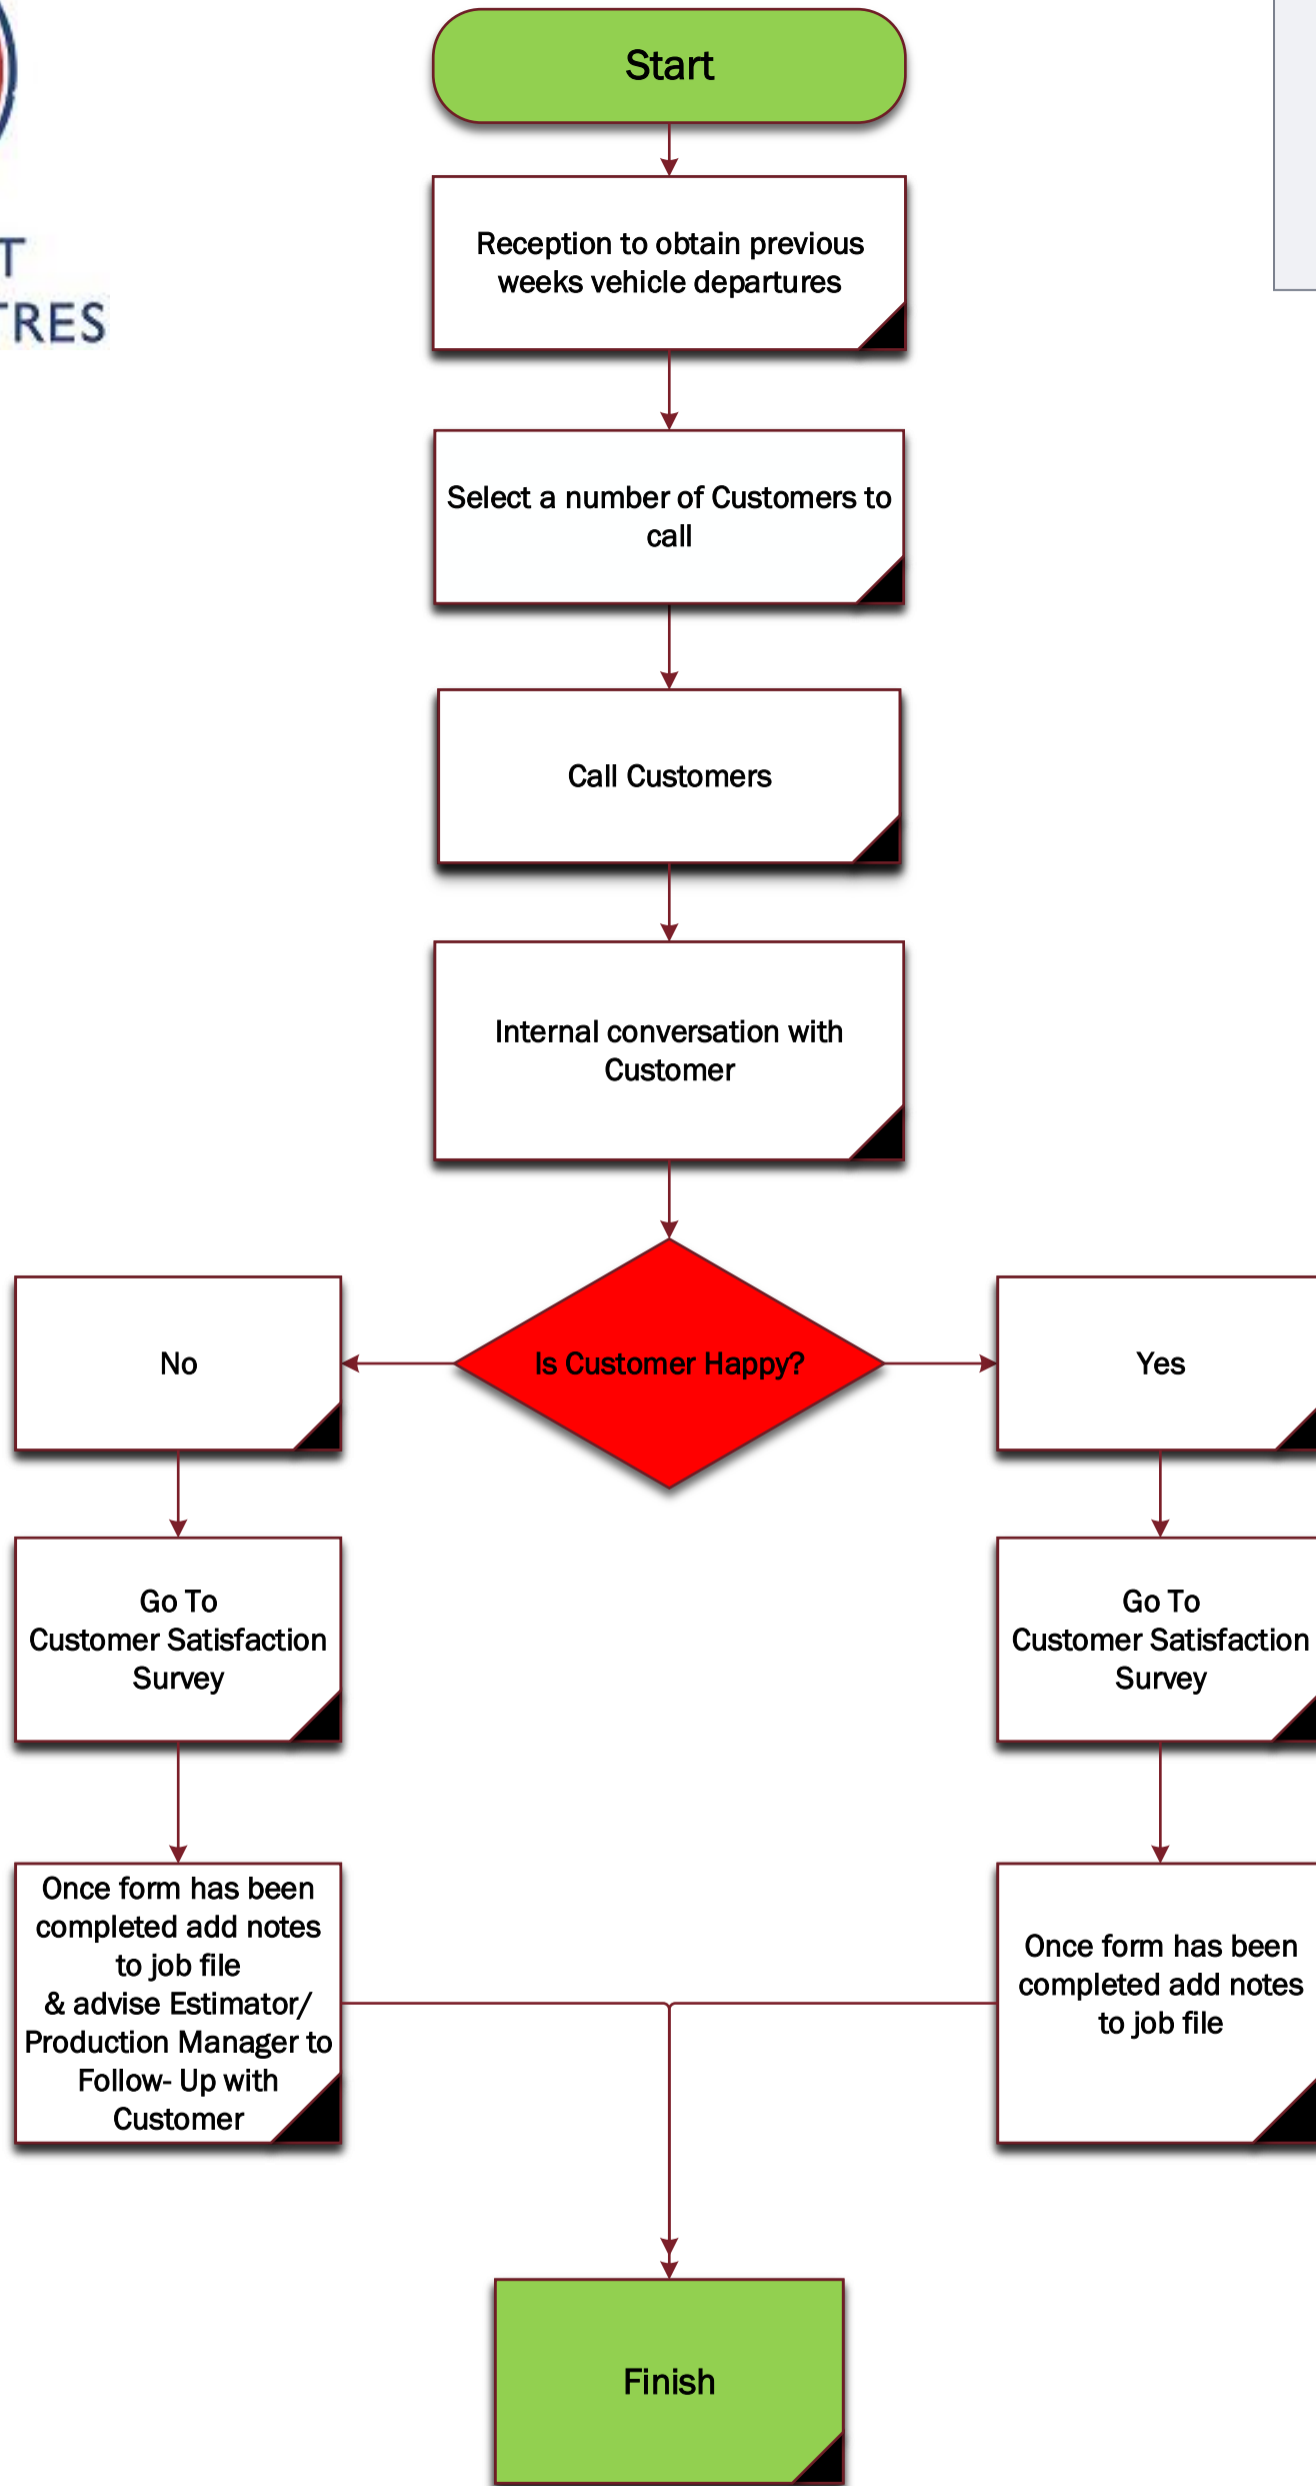 Start
T
TRES
Reception to obtain previous
weeks vehicle departures
Select a number of Customers to
call
Call Customers
Internal conversation with
Customer
Is Customer Happy?
No
Yes
Go To
Customer Satisfaction
Survey
Go To
Customer Satisfaction
Survey
Once form has been
completed add notes
to job file
& advise Estimator/
Production Manager to
Follow- Up with
Customer
Once form has been
completed add notes
to job file
Finish